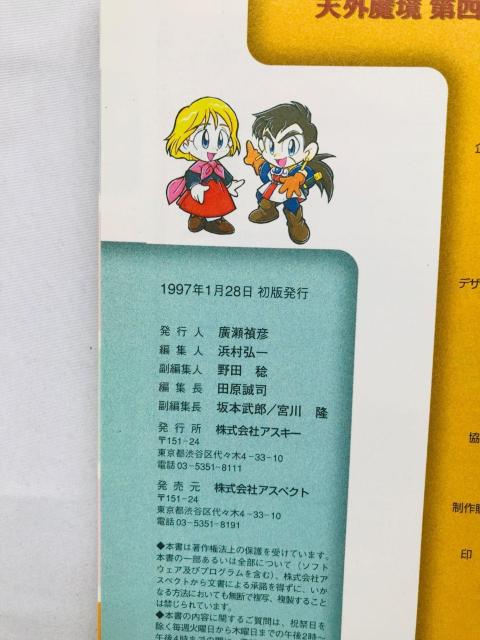 天外魔境 第四
1997年1月28日 初版発行
発行人 廣瀬禎彦
編集人 浜村弘一
副編集人 野田 稔
編集長 田原誠司
副編集長 坂本武郎/宮川 隆
発行所 株式会社アスキー
〒151-24
東京都渋谷区代々木4-33-10
電話03-5351-8111
発売元 株式会社アスペクト
〒151-24
東京都渋谷区代々木4-33-10
電話03-5351-8191
◆本書は著作権法上の保護を受けています。
本書の一部あるいは全部について(ソフト
ウェア及びプログラムを含む)、株式会社ア
スペクトから文書による承諾を得ずに、いか
なる方法においても無断で複写、複製すること
は禁じられています。
◆本書の内容に関するご質問は、祝祭日を
除く毎週火曜日から木曜日までの午後2時〜
午後4時までの間に
企
デザ
協
制作
印